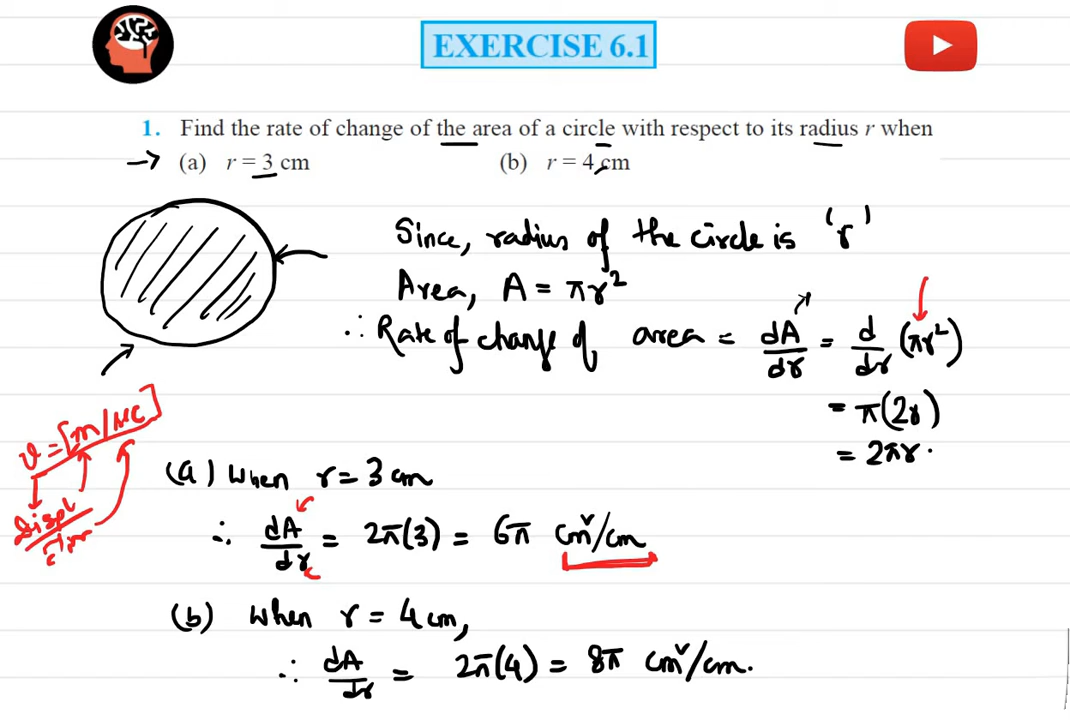 EXERCISE 6.1
1. Find the rate of change of the area of a circle with respect to its radius r when
(a) r = 3 cm (b) r = 4 cm
Since, radius of the circle is 'r'
Area, A = πr²
∴ Rate of change of area = dA/dr = d/dr (πr²)
= π(2r)
= 2πr.
v = [m/sec]
Displ/Time
(a) When r = 3 cm
∴ dA/dr = 2π(3) = 6π cm²/cm
(b) When r = 4 cm,
∴ dA/dr = 2π(4) = 8π cm²/cm.